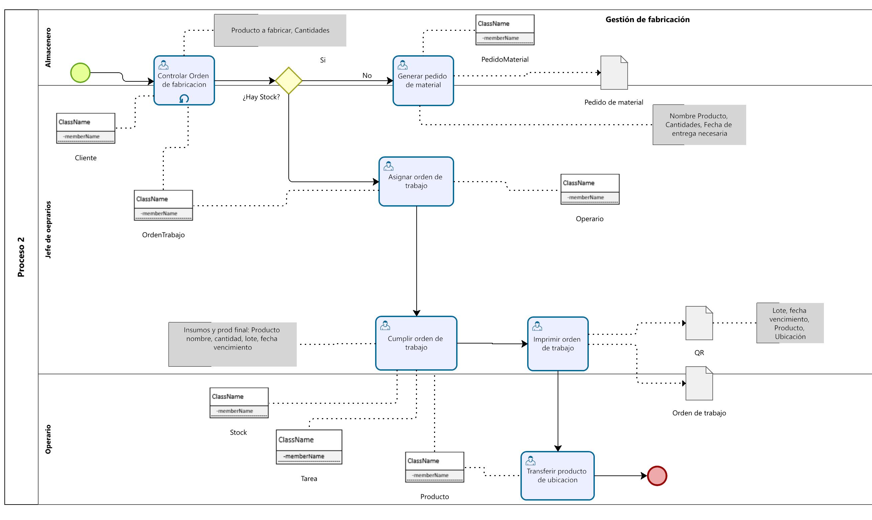 Gestión de fabricación
Proceso 2
Almacenero
Producto a fabricar, Cantidades
ClassName
-memberName
PedidoMaterial
Controlar Orden
de fabricacion
¿Hay Stock?
Si
No
Generar pedido
de material
Pedido de material
Nombre Producto,
Cantidades, Fecha de
entrega necesaria
Jefe de oeprarios
ClassName
-memberName
Cliente
ClassName
-memberName
OrdenTrabajo
Asignar orden de
trabajo
ClassName
-memberName
Operario
Insumos y prod final: Producto
nombre, cantidad, lote, fecha
vencimiento
Cumplir orden de
trabajo
Imprimir orden
de trabajo
QR
Lote, fecha
vencimiento,
Producto,
Ubicación
Orden de trabajo
Operario
ClassName
-memberName
Stock
ClassName
-memberName
Tarea
ClassName
-memberName
Producto
Transferir producto
de ubicacion